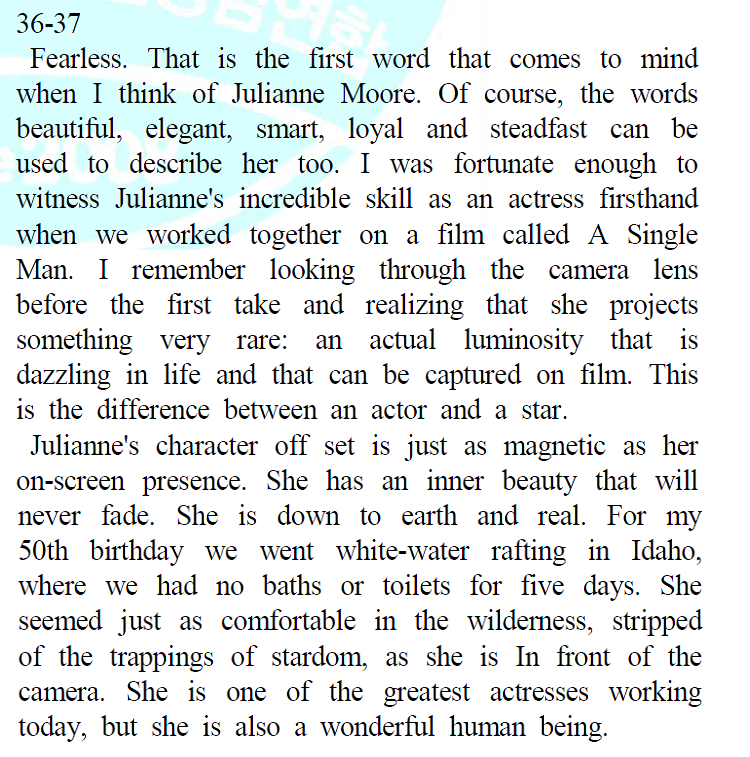 36-37
Fearless. That is the first word that comes to mind
when I think of Julianne Moore. Of course, the words
beautiful, elegant, smart, loyal and steadfast can be
used to describe her too. I was fortunate enough to
witness Julianne's incredible skill as an actress firsthand
when we worked together on a film called A Single
Man. I remember looking through the camera lens
before the first take and realizing that she projects
something very rare: an actual luminosity that is
dazzling in life and that can be captured on film. This
is the difference between an actor and a star.
Julianne's character off set is just as magnetic as her
on-screen presence. She has an inner beauty that will
never fade. She is down to earth and real. For my
50th birthday we went white-water rafting in Idaho,
where we had no baths or toilets for five days. She
seemed just as comfortable in the wilderness, stripped
of the trappings of stardom, as she is In front of the
camera. She is one of the greatest actresses working
today, but she is also a wonderful human being.